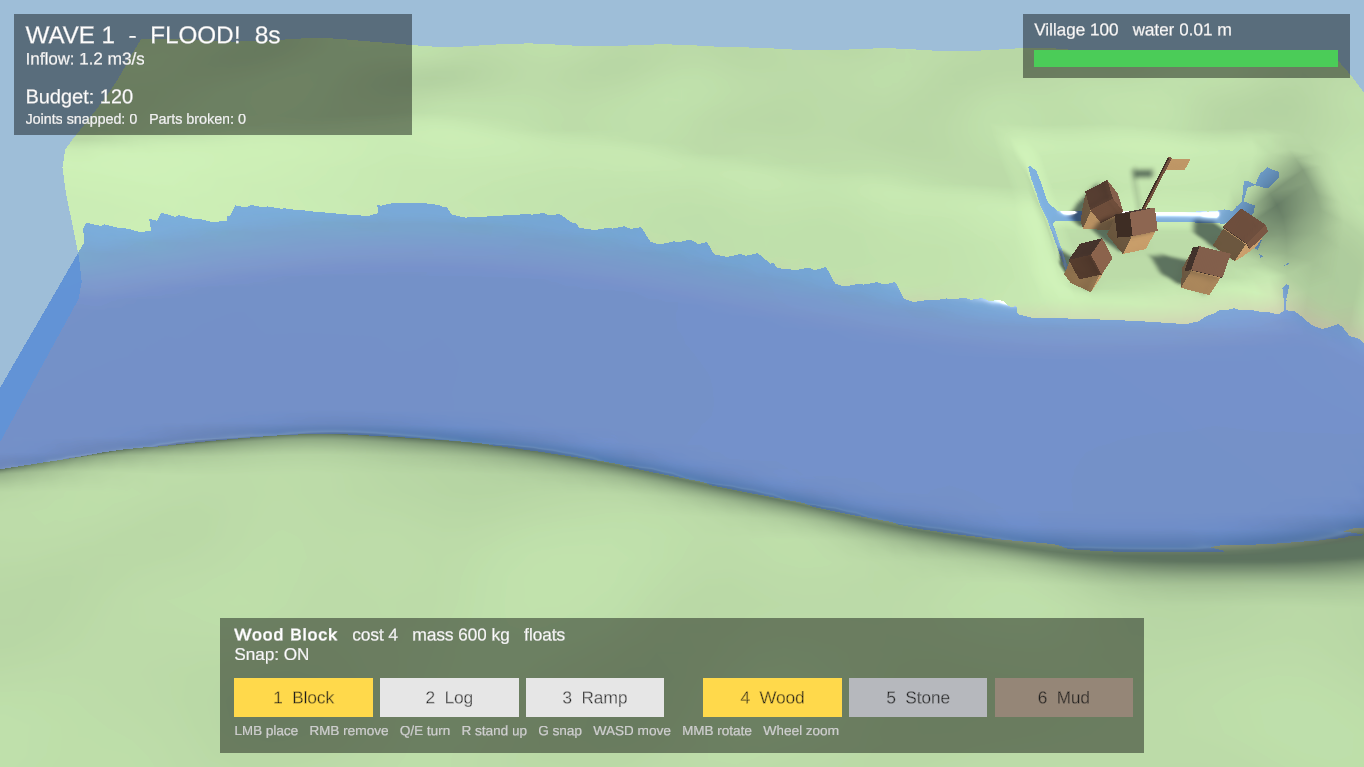 WAVE 1 - FLOOD! 8s
Inflow: 1.2 m3/s
Budget: 120
Joints snapped: 0 Parts broken: 0
Village 100 water 0.01 m
Wood Block cost 4 mass 600 kg floats
Snap: ON
1 Block 2 Log 3 Ramp 4 Wood 5 Stone 6 Mud
LMB place RMB remove Q/E turn R stand up G snap WASD move MMB rotate Wheel zoom